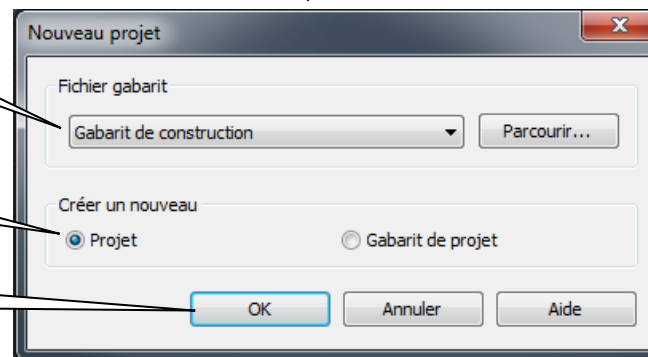 Nouveau projet
Fichier gabarit
Gabarit de construction
Parcourir...
Créer un nouveau
Projet
Gabarit de projet
OK
Annuler
Aide